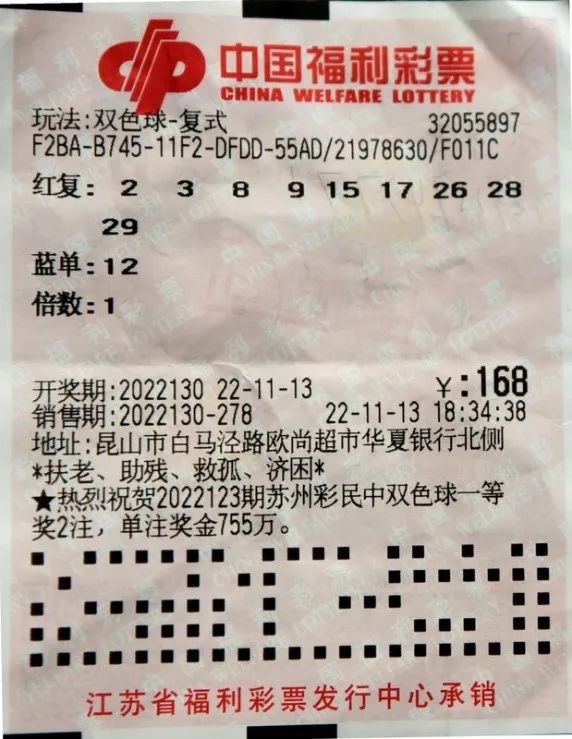 中国福利彩票
CHINA WELFARE LOTTERY
玩法:双色球-复式 32055897
F2BA-B745-11F2-DFDD-55AD/21978630/F011C
红复: 2 3 8 9 15 17 26 28
29
蓝单:12
倍数:1
开奖期:2022130 22-11-13 ¥:168
销售期:2022130-278 22-11-13 18:34:38
地址:昆山市白马泾路欧尚超市华夏银行北侧
*扶老、助残、救孤、济困*
★热烈祝贺2022123期苏州彩民中双色球一等
奖2注，单注奖金755万。
江苏省福利彩票发行中心承销